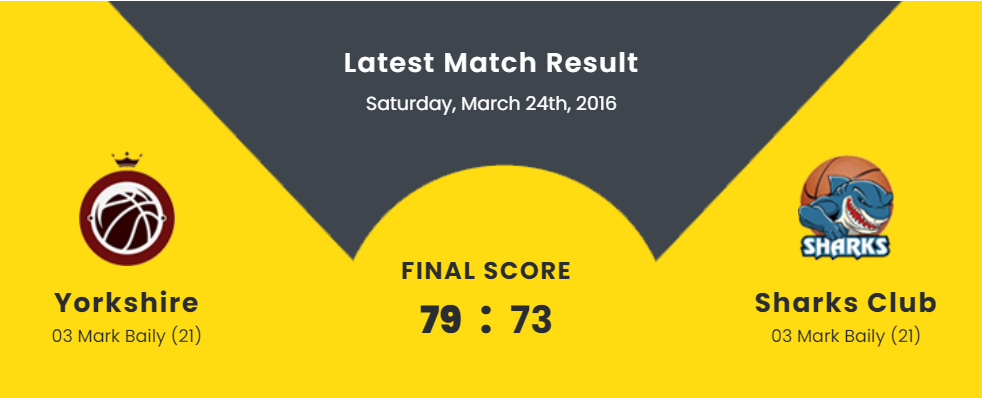 Latest Match Result
Saturday, March 24th, 2016
SHARKS
FINAL SCORE
79 : 73
Yorkshire
03 Mark Baily (21)
Sharks Club
03 Mark Baily (21)